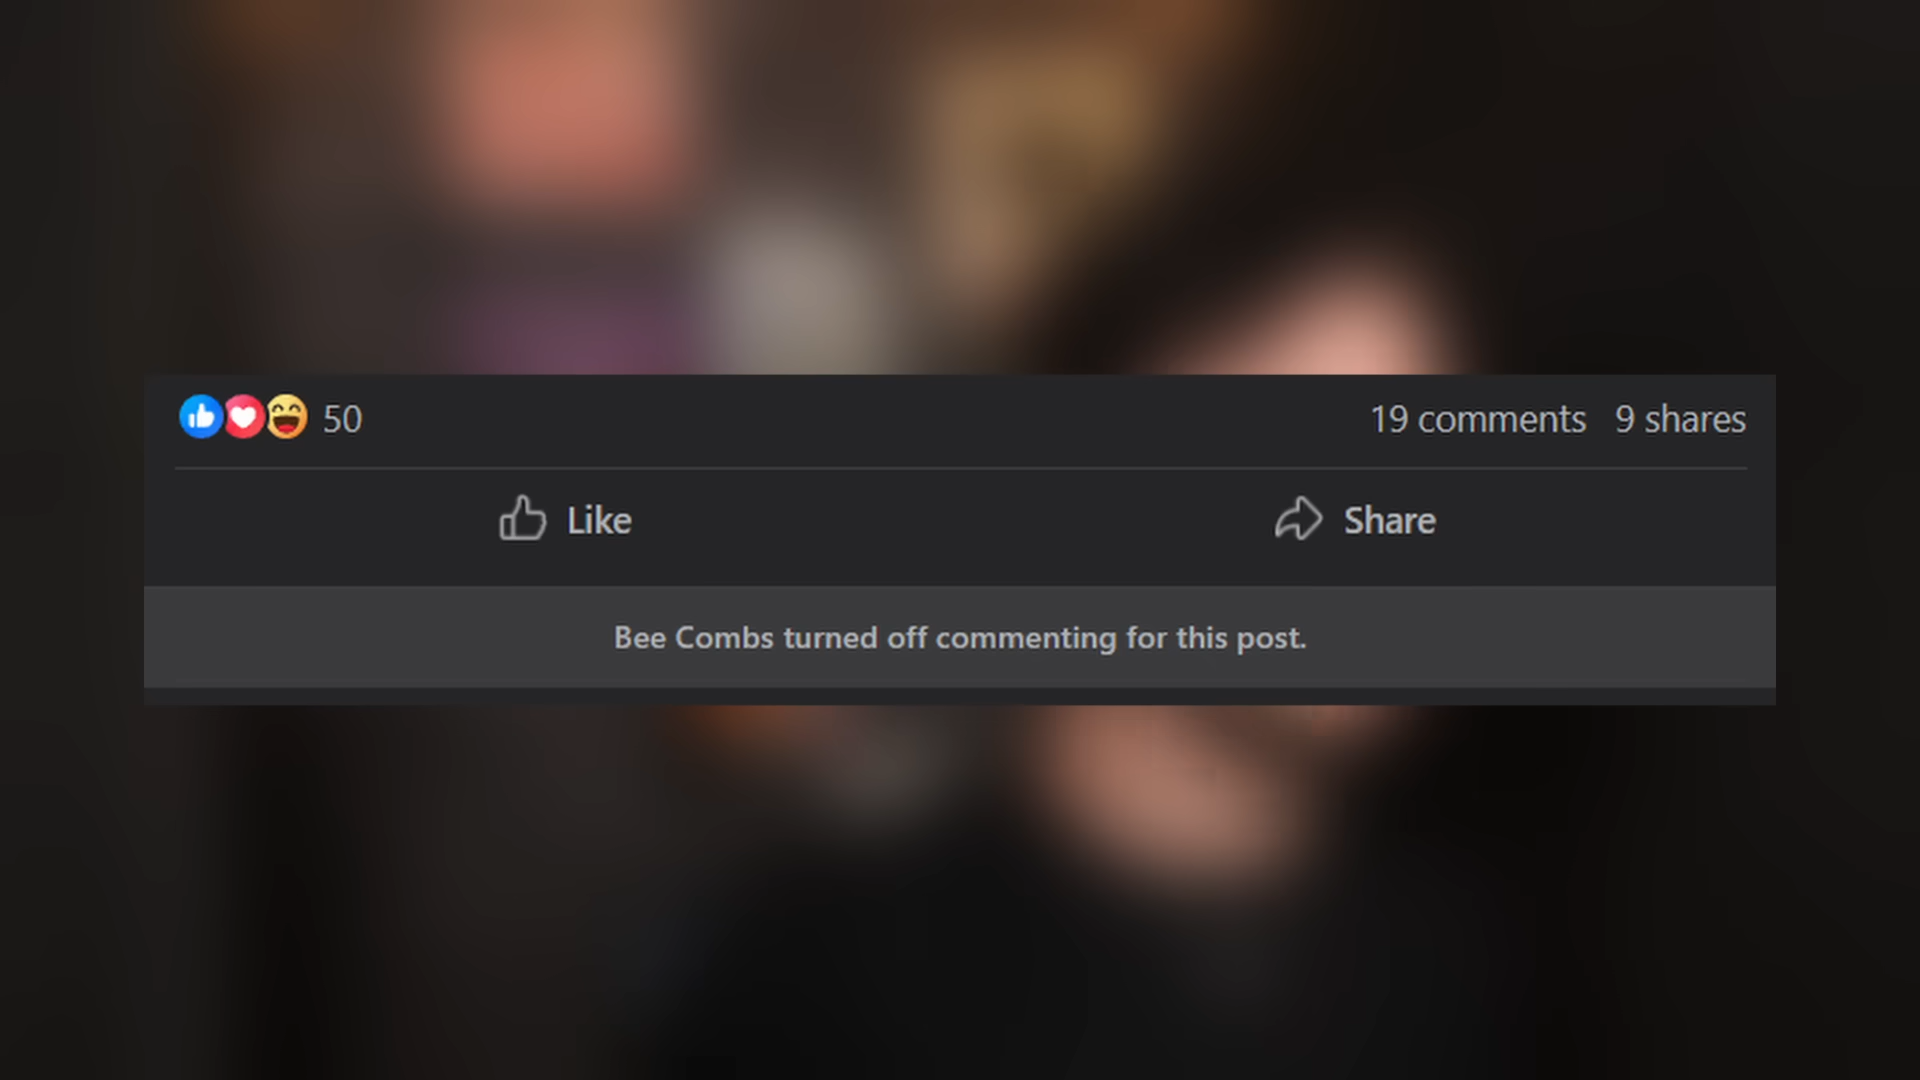 50 19 comments 9 shares
Like Share
Bee Combs turned off commenting for this post.